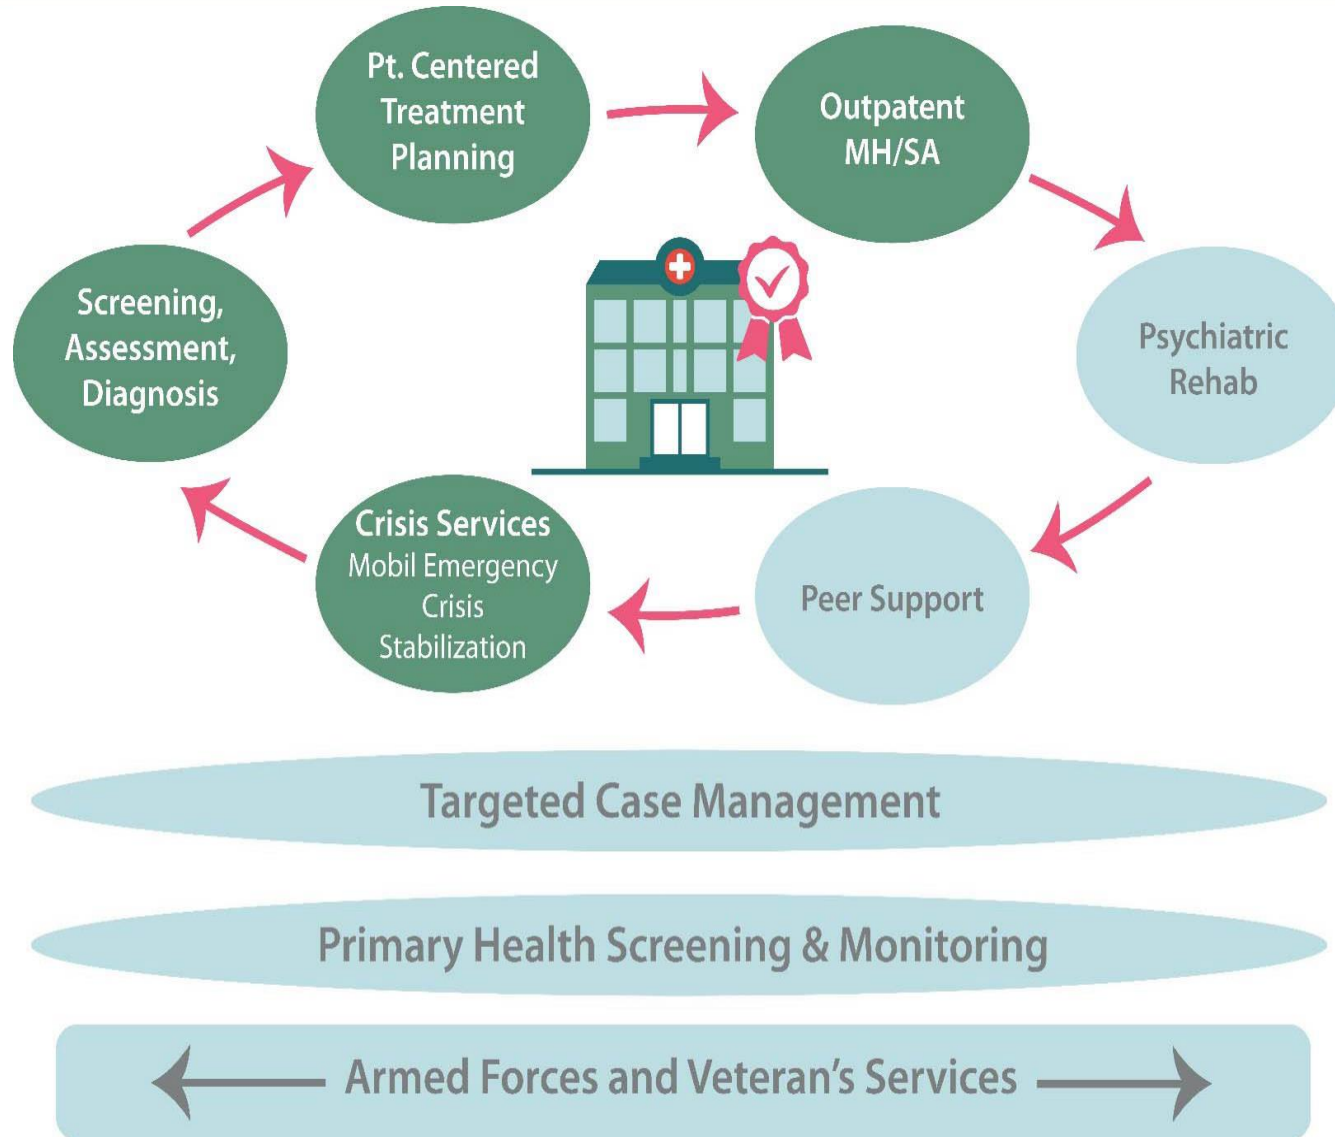 Pt. Centered
Treatment
Planning
Outpatent
MH/SA
Psychiatric
Rehab
Peer Support
Crisis Services
Mobil Emergency
Crisis
Stabilization
Screening,
Assessment,
Diagnosis
Targeted Case Management
Primary Health Screening & Monitoring
Armed Forces and Veteran's Services